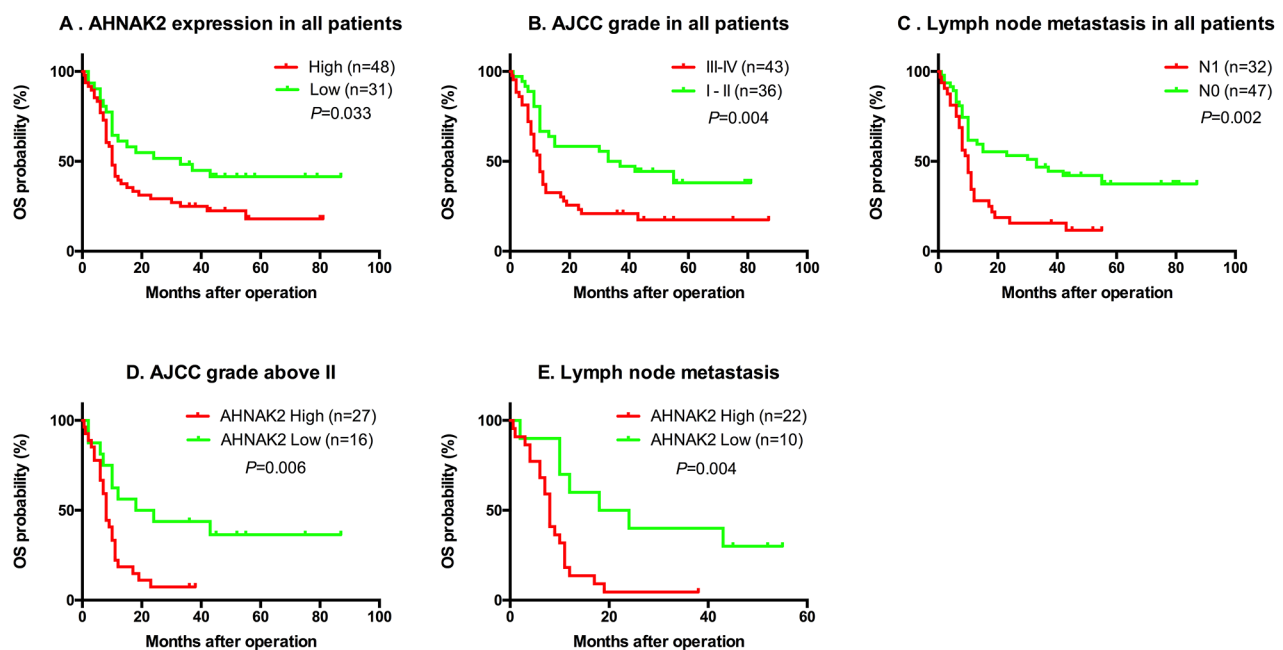 A . AHNAK2 expression in all patients
High (n=48)
Low (n=31)
P=0.033
OS probability (%)
100
50
0
0 20 40 60 80 100
Months after operation
B. AJCC grade in all patients
III-IV (n=43)
I - II (n=36)
P=0.004
OS probability (%)
100
50
0
0 20 40 60 80 100
Months after operation
C . Lymph node metastasis in all patients
N1 (n=32)
N0 (n=47)
P=0.002
OS probability (%)
100
50
0
0 20 40 60 80 100
Months after operation
D. AJCC grade above II
AHNAK2 High (n=27)
AHNAK2 Low (n=16)
P=0.006
OS probability (%)
100
50
0
0 20 40 60 80 100
Months after operation
E. Lymph node metastasis
AHNAK2 High (n=22)
AHNAK2 Low (n=10)
P=0.004
OS probability (%)
100
50
0
0 20 40 60
Months after operation